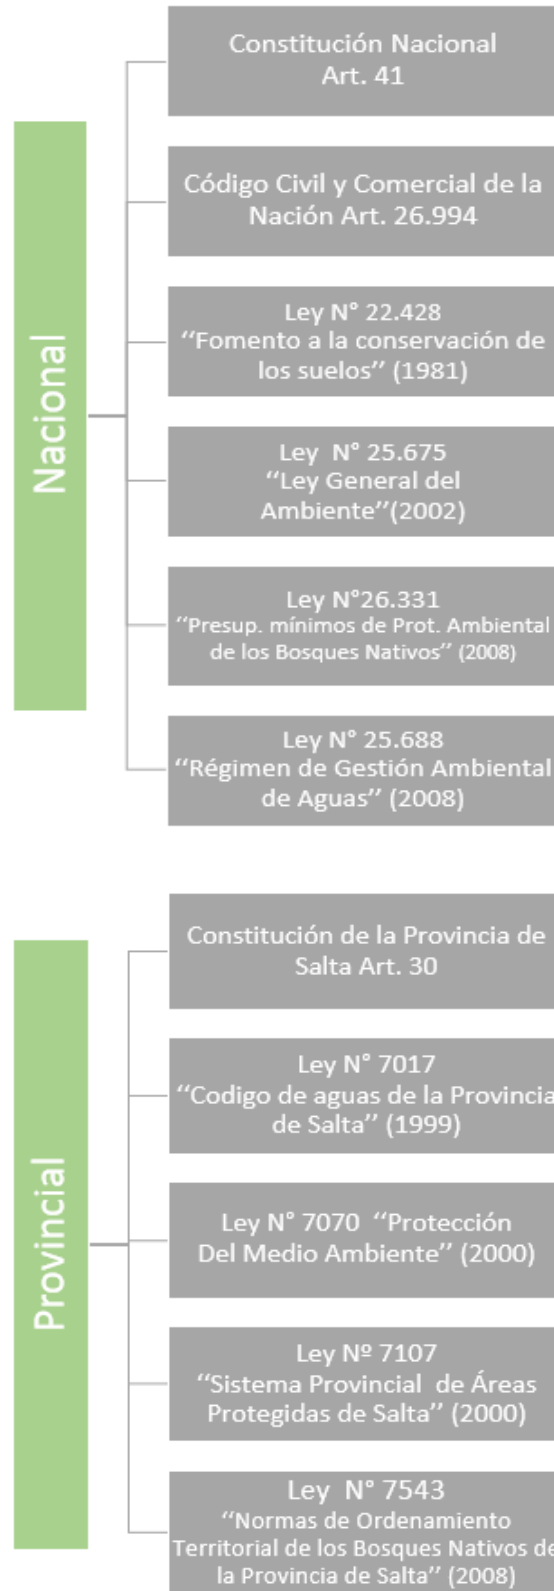 Nacional
Constitución Nacional
Art. 41
Código Civil y Comercial de la
Nación Art. 26.994
Ley N° 22.428
“Fomento a la conservación de
los suelos” (1981)
Ley N° 25.675
“Ley General del
Ambiente”(2002)
Ley N°26.331
“Presup. mínimos de Prot. Ambiental
de los Bosques Nativos” (2008)
Ley N° 25.688
“Régimen de Gestión Ambiental
de Aguas” (2008)
Provincial
Constitución de la Provincia de
Salta Art. 30
Ley N° 7017
“Codigo de aguas de la Provincia
de Salta” (1999)
Ley N° 7070 “Protección
Del Medio Ambiente” (2000)
Ley Nº 7107
“Sistema Provincial de Áreas
Protegidas de Salta” (2000)
Ley N° 7543
“Normas de Ordenamiento
Territorial de los Bosques Nativos de
la Provincia de Salta” (2008)